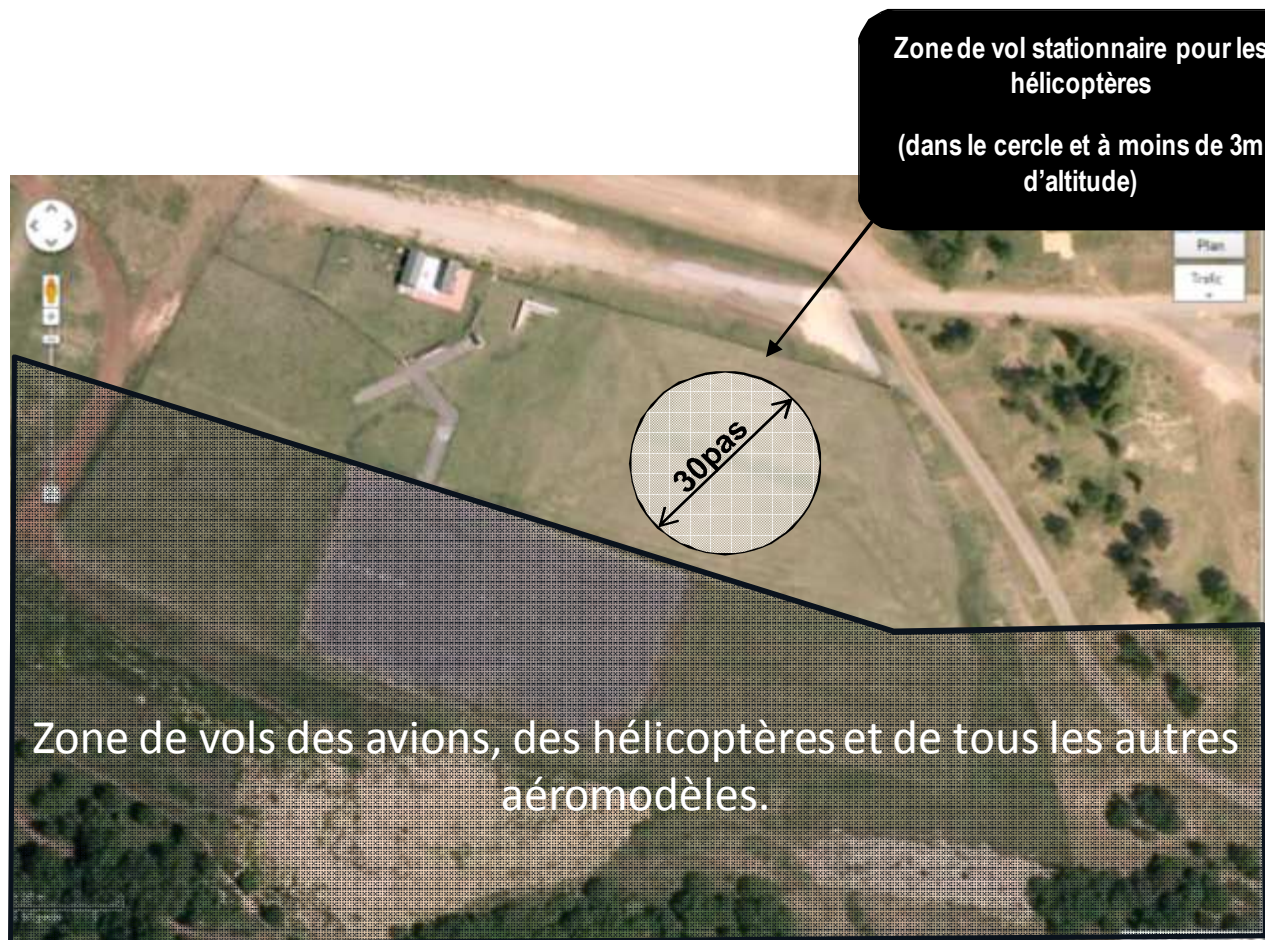 Zone de vol stationnaire pour les
hélicoptères
(dans le cercle et à moins de 3m
d'altitude)
Plan
Trafic
30pas
Zone de vols des avions, des hélicoptères et de tous les autres
aéromodèles.